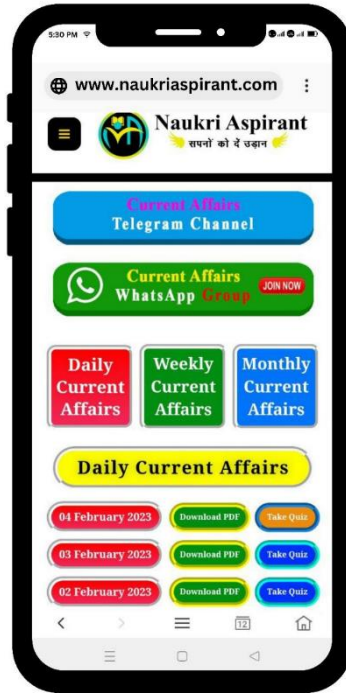 5:30 PM
www.naukriaspirant.com
Naukri Aspirant
सपनों को दें उड़ान
Current Affairs
Telegram Channel
Current Affairs
WhatsApp Group
JOIN NOW
Daily Current Affairs
Weekly Current Affairs
Monthly Current Affairs
Daily Current Affairs
04 February 2023 Download PDF Take Quiz
03 February 2023 Download PDF Take Quiz
02 February 2023 Download PDF Take Quiz
12